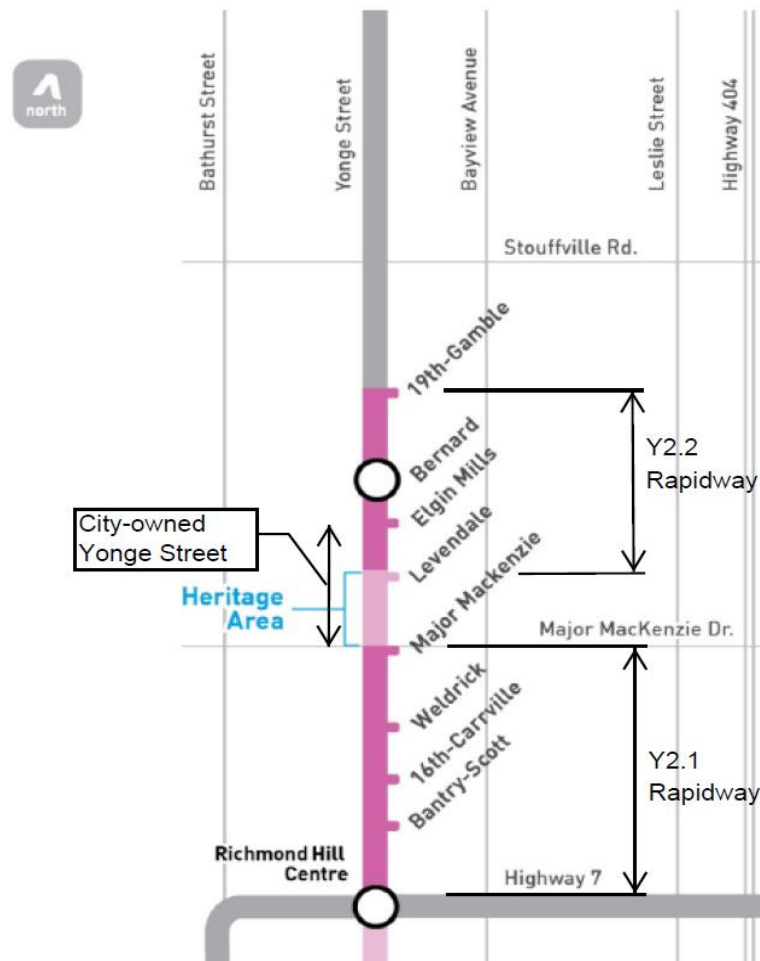 north
Bathurst Street
Yonge Street
Bayview Avenue
Leslie Street
Highway 404
Stouffville Rd.
19th-Gamble
Bernard
Elgin Mills
Levendale
Major Mackenzie
Y2.2
Rapidway
City-owned
Yonge Street
Heritage
Area
Major MacKenzie Dr.
Weldrick
16th-Carrville
Bantry-Scott
Y2.1
Rapidway
Richmond Hill
Centre
Highway 7